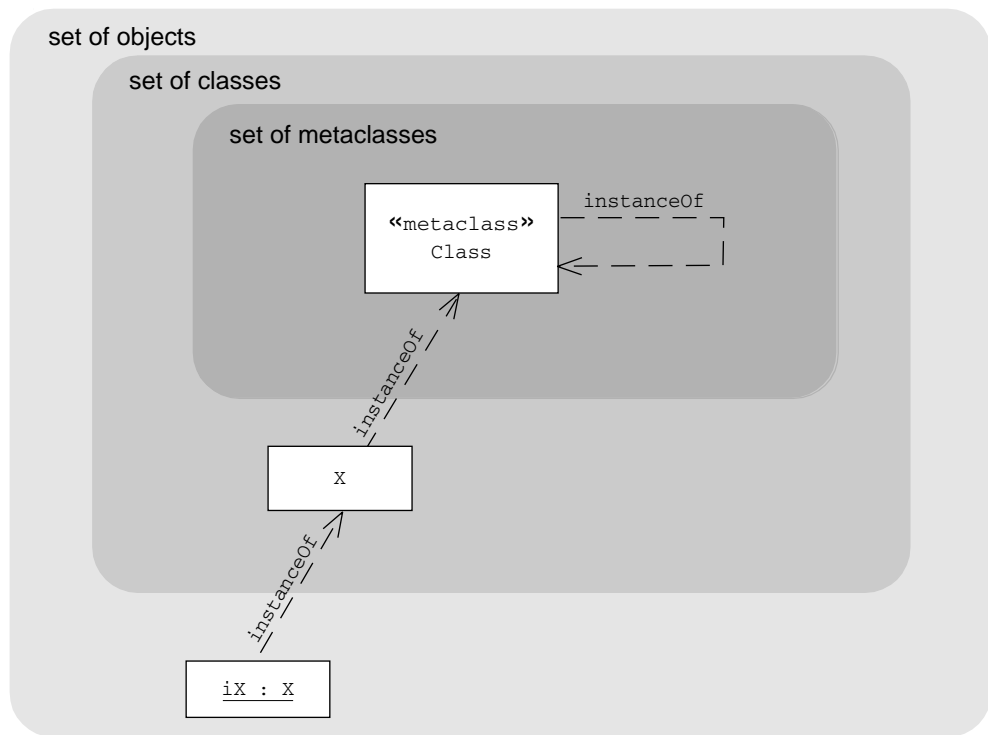 set of objects
set of classes
set of metaclasses
instanceOf
«metaclass»
Class
instanceOf
X
instanceOf
iX : X